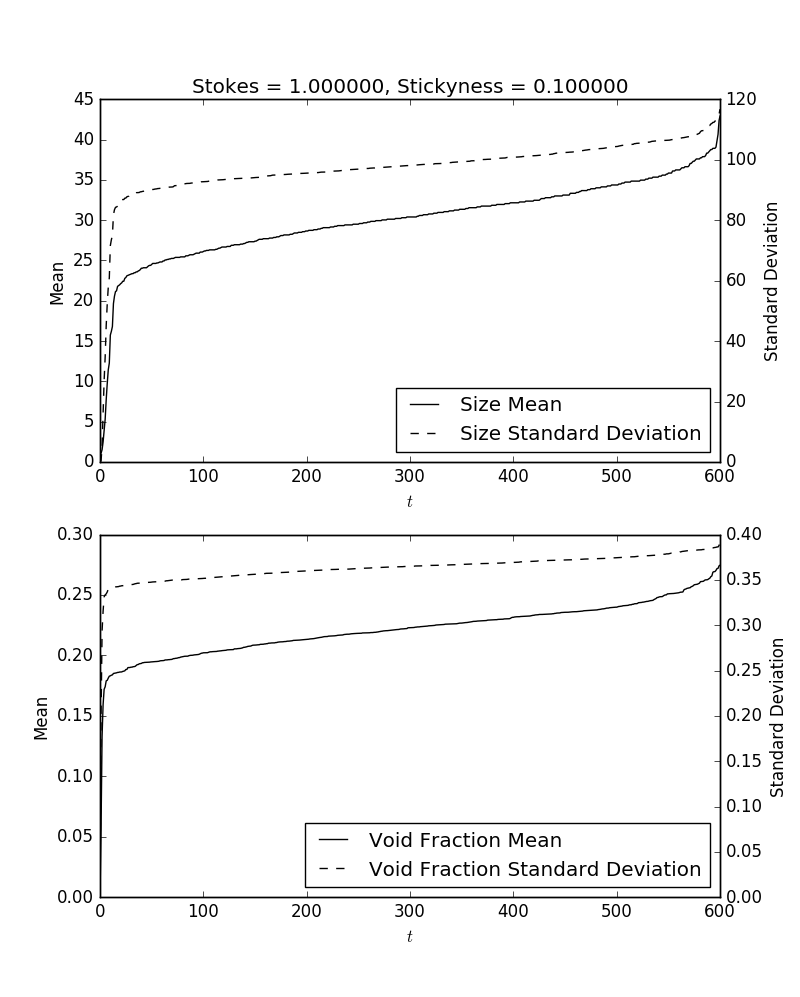 Stokes = 1.000000, Stickyness = 0.100000
45
40
35
30
25
20
15
10
5
0
Mean
120
100
80
60
40
20
0
Standard Deviation
Size Mean
Size Standard Deviation
0 100 200 300 400 500 600
t
0.30
0.25
0.20
0.15
0.10
0.05
0.00
Mean
0.40
0.35
0.30
0.25
0.20
0.15
0.10
0.05
0.00
Standard Deviation
Void Fraction Mean
Void Fraction Standard Deviation
0 100 200 300 400 500 600
t